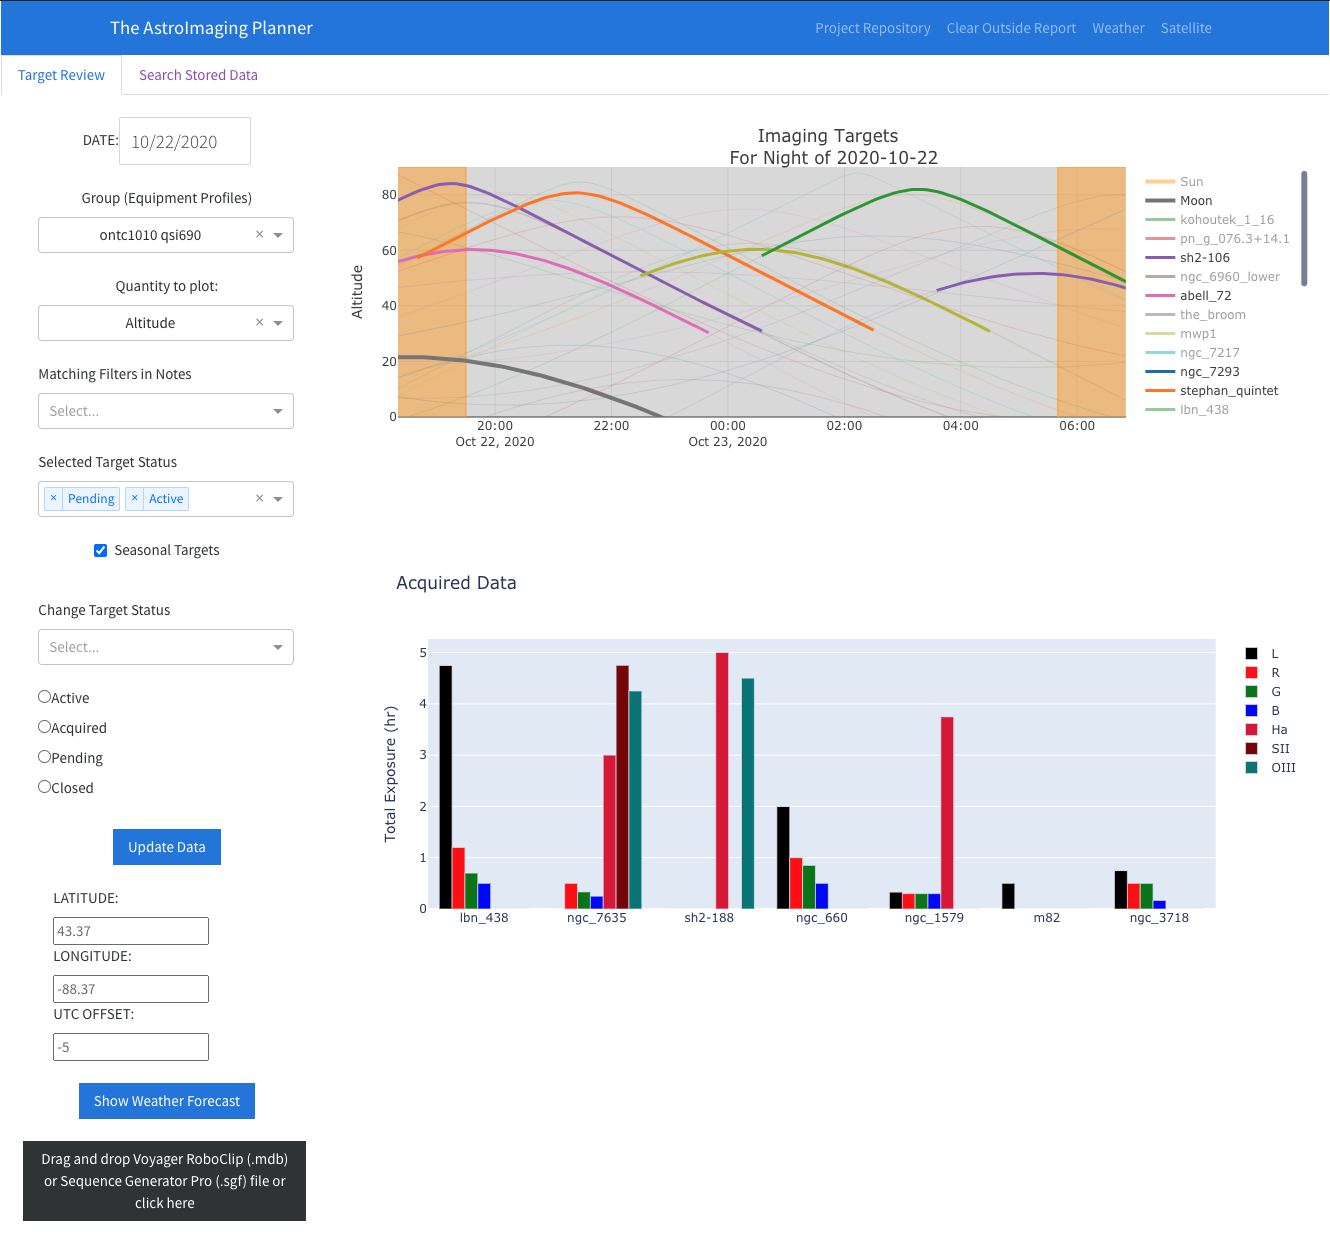 The AstroImaging Planner
Project Repository Clear Outside Report Weather Satellite
Target Review Search Stored Data
DATE: 10/22/2020
Group (Equipment Profiles)
ontc1010 qsi690 ×
Quantity to plot:
Altitude ×
Matching Filters in Notes
Select...
Selected Target Status
× Pending × Active ×
Seasonal Targets
Change Target Status
Select...
Active
Acquired
Pending
Closed
Update Data
LATITUDE:
43.37
LONGITUDE:
-88.37
UTC OFFSET:
-5
Show Weather Forecast
Drag and drop Voyager RoboClip (.mdb)
or Sequence Generator Pro (.sgf) file or
click here
Imaging Targets
For Night of 2020-10-22
Altitude
80
60
40
20
0
20:00 22:00 00:00 02:00 04:00 06:00
Oct 22, 2020 Oct 23, 2020
Sun
Moon
kohoutek_1_16
pn_g_076.3+14.1
sh2-106
ngc_6960_lower
abell_72
the_broom
mwp1
ngc_7217
ngc_7293
stephan_quintet
lbn_438
Acquired Data
Total Exposure (hr)
5
4
3
2
1
0
lbn_438 ngc_7635 sh2-188 ngc_660 ngc_1579 m82 ngc_3718
L
R
G
B
Ha
SII
OIII